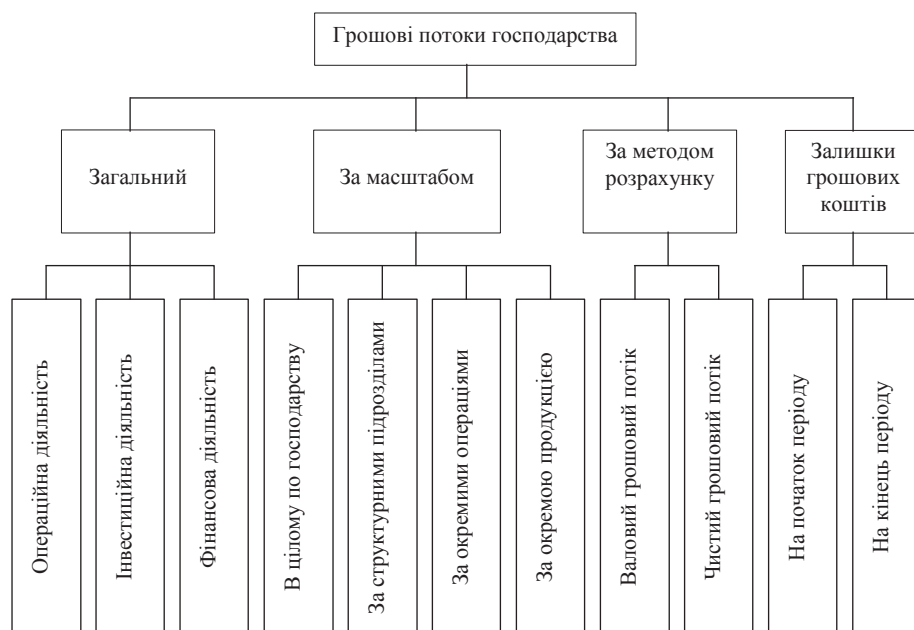 Грошові потоки господарства
Загальний
За масштабом
За методом
розрахунку
Залишки
грошових
коштів
Операційна діяльність
Інвестиційна діяльність
Фінансова діяльність
В цілому по господарству
За структурними підрозділами
За окремими операціями
За окремою продукцією
Валовий грошовий потік
Чистий грошовий потік
На початок періоду
На кінець періоду